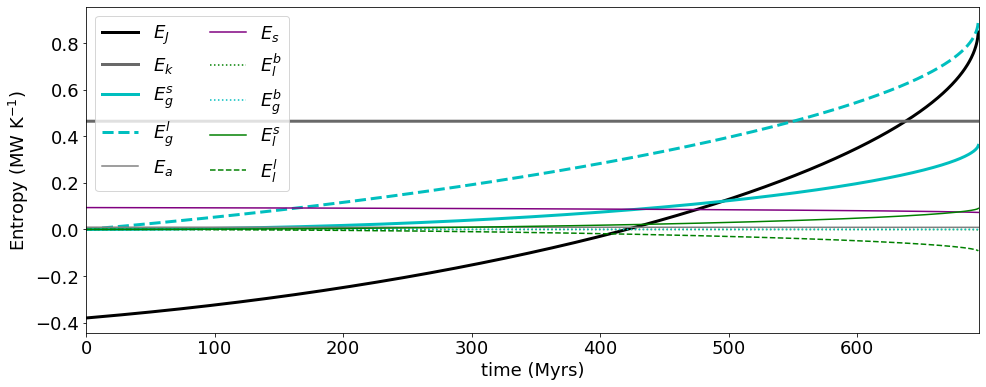 E_J
E_k
E_g^s
E_g^l
E_a
E_s
E_l^b
E_g^b
E_l^s
E_l^l
Entropy (MW K⁻¹)
0.8
0.6
0.4
0.2
0.0
−0.2
−0.4
0 100 200 300 400 500 600
time (Myrs)